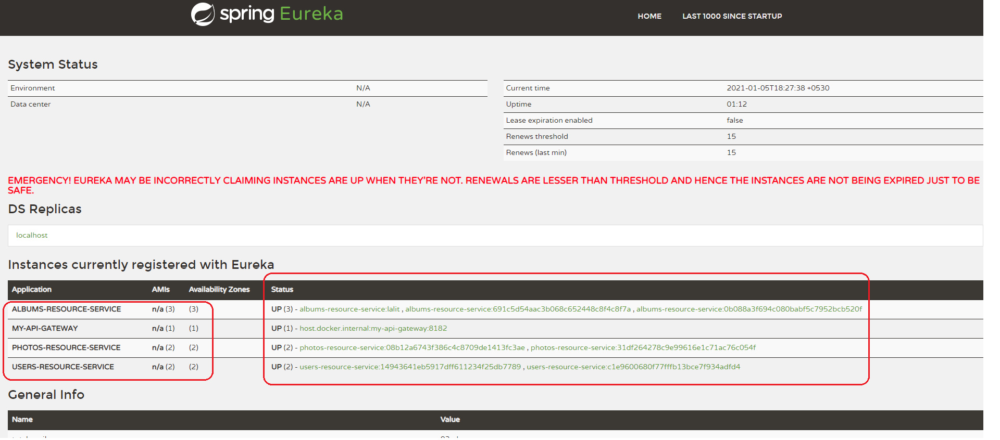 spring Eureka HOME LAST 1000 SINCE STARTUP
System Status
Environment N/A
Data center N/A
Current time 2021-01-05T18:27:38 +0530
Uptime 01:12
Lease expiration enabled false
Renews threshold 15
Renews (last min) 15
EMERGENCY! EUREKA MAY BE INCORRECTLY CLAIMING INSTANCES ARE UP WHEN THEY'RE NOT. RENEWALS ARE LESSER THAN THRESHOLD AND HENCE THE INSTANCES ARE NOT BEING EXPIRED JUST TO BE
SAFE.
DS Replicas
localhost
Instances currently registered with Eureka
Application AMIs Availability Zones Status
ALBUMS-RESOURCE-SERVICE n/a (3) (3) UP (3) - albums-resource-service:lalit , albums-resource-service:691c5d54aac3b068c652448c8f4c8f7a , albums-resource-service:0b088a3f694c080babf5c7952bcb520f
MY-API-GATEWAY n/a (1) (1) UP (1) - host.docker.internal:my-api-gateway:8182
PHOTOS-RESOURCE-SERVICE n/a (2) (2) UP (2) - photos-resource-service:08b12a6743f386c4c8709de1413fc3ae , photos-resource-service:31df264278c9e99616e1c71ac76c054f
USERS-RESOURCE-SERVICE n/a (2) (2) UP (2) - users-resource-service:14943641eb5917dff611234f25db7789 , users-resource-service:c1e9600680f77fffb13bce7f934adfd4
General Info
Name Value